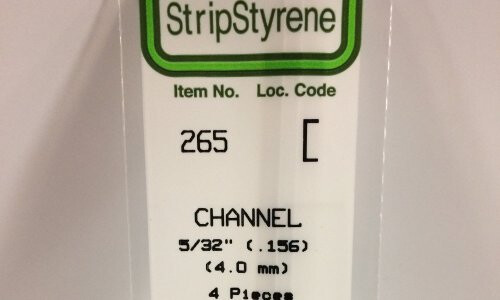 StripStyrene
Item No. Loc. Code
265
CHANNEL
5/32" (.156)
(4.0 mm)
4 Pieces